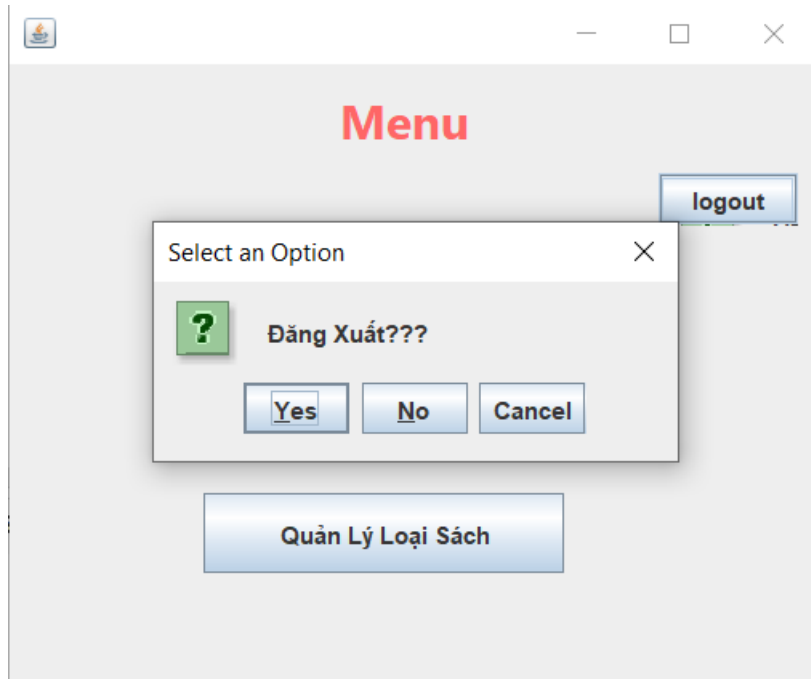 Menu
logout
Select an Option
?
Đăng Xuất???
Yes No Cancel
Quản Lý Loại Sách